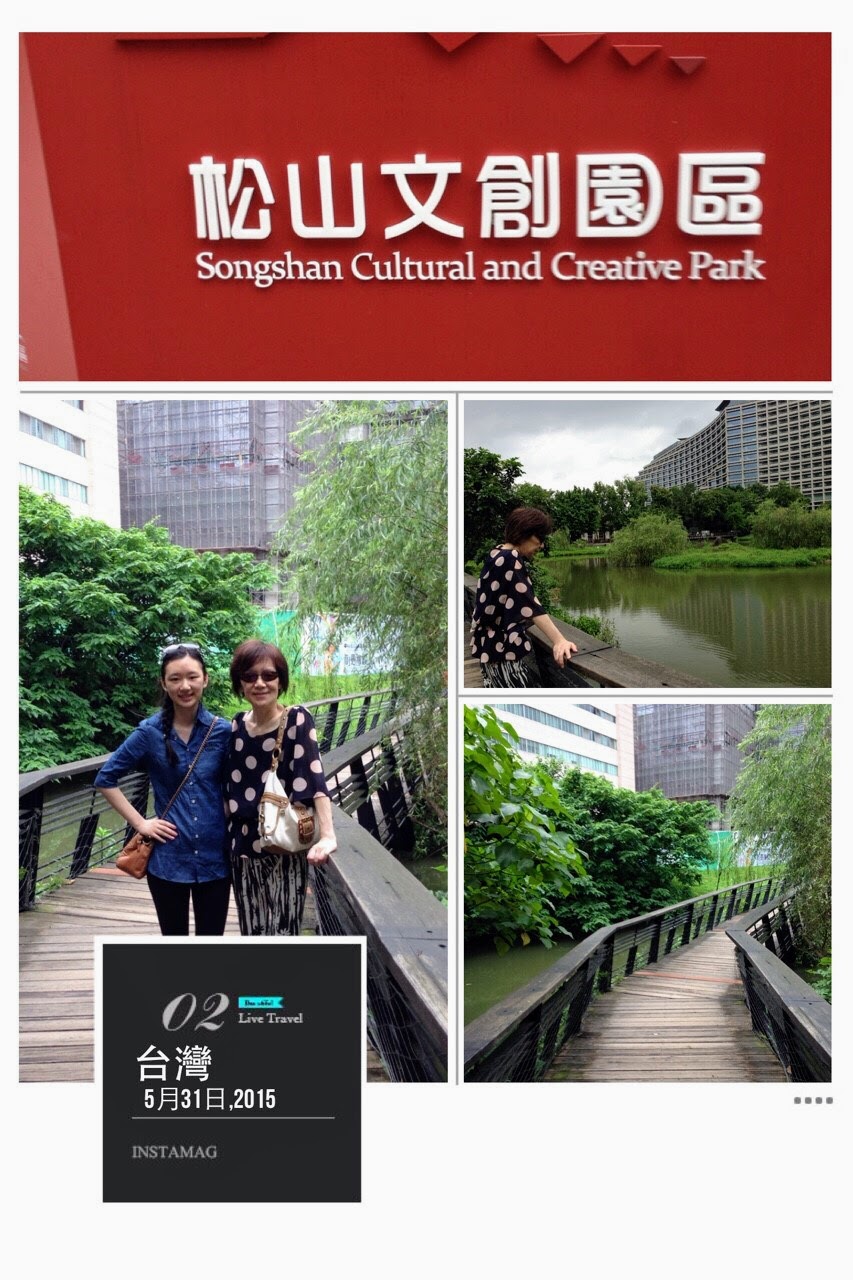 松山文創園區
Songshan Cultural and Creative Park
02
Live Travel
台灣
5月31日,2015
INSTAMAG